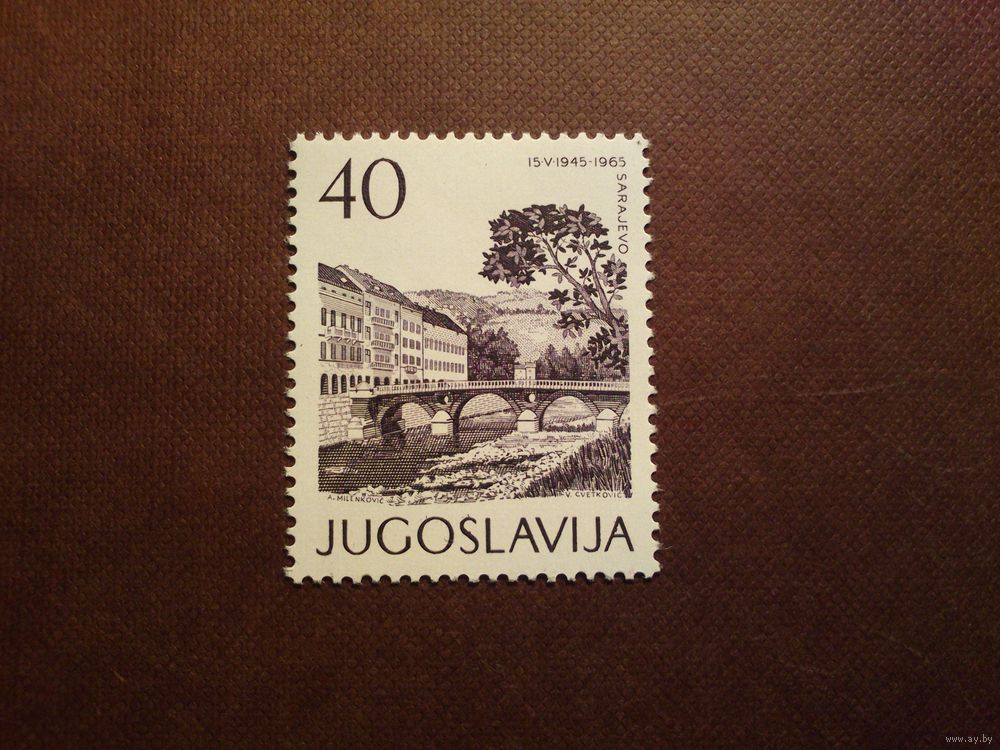 40
15·V·1945-1965
SARAJEVO
A. MILENKOVIĆ
V. CVETKOVIĆ
JUGOSLAVIJA
www.ay.by